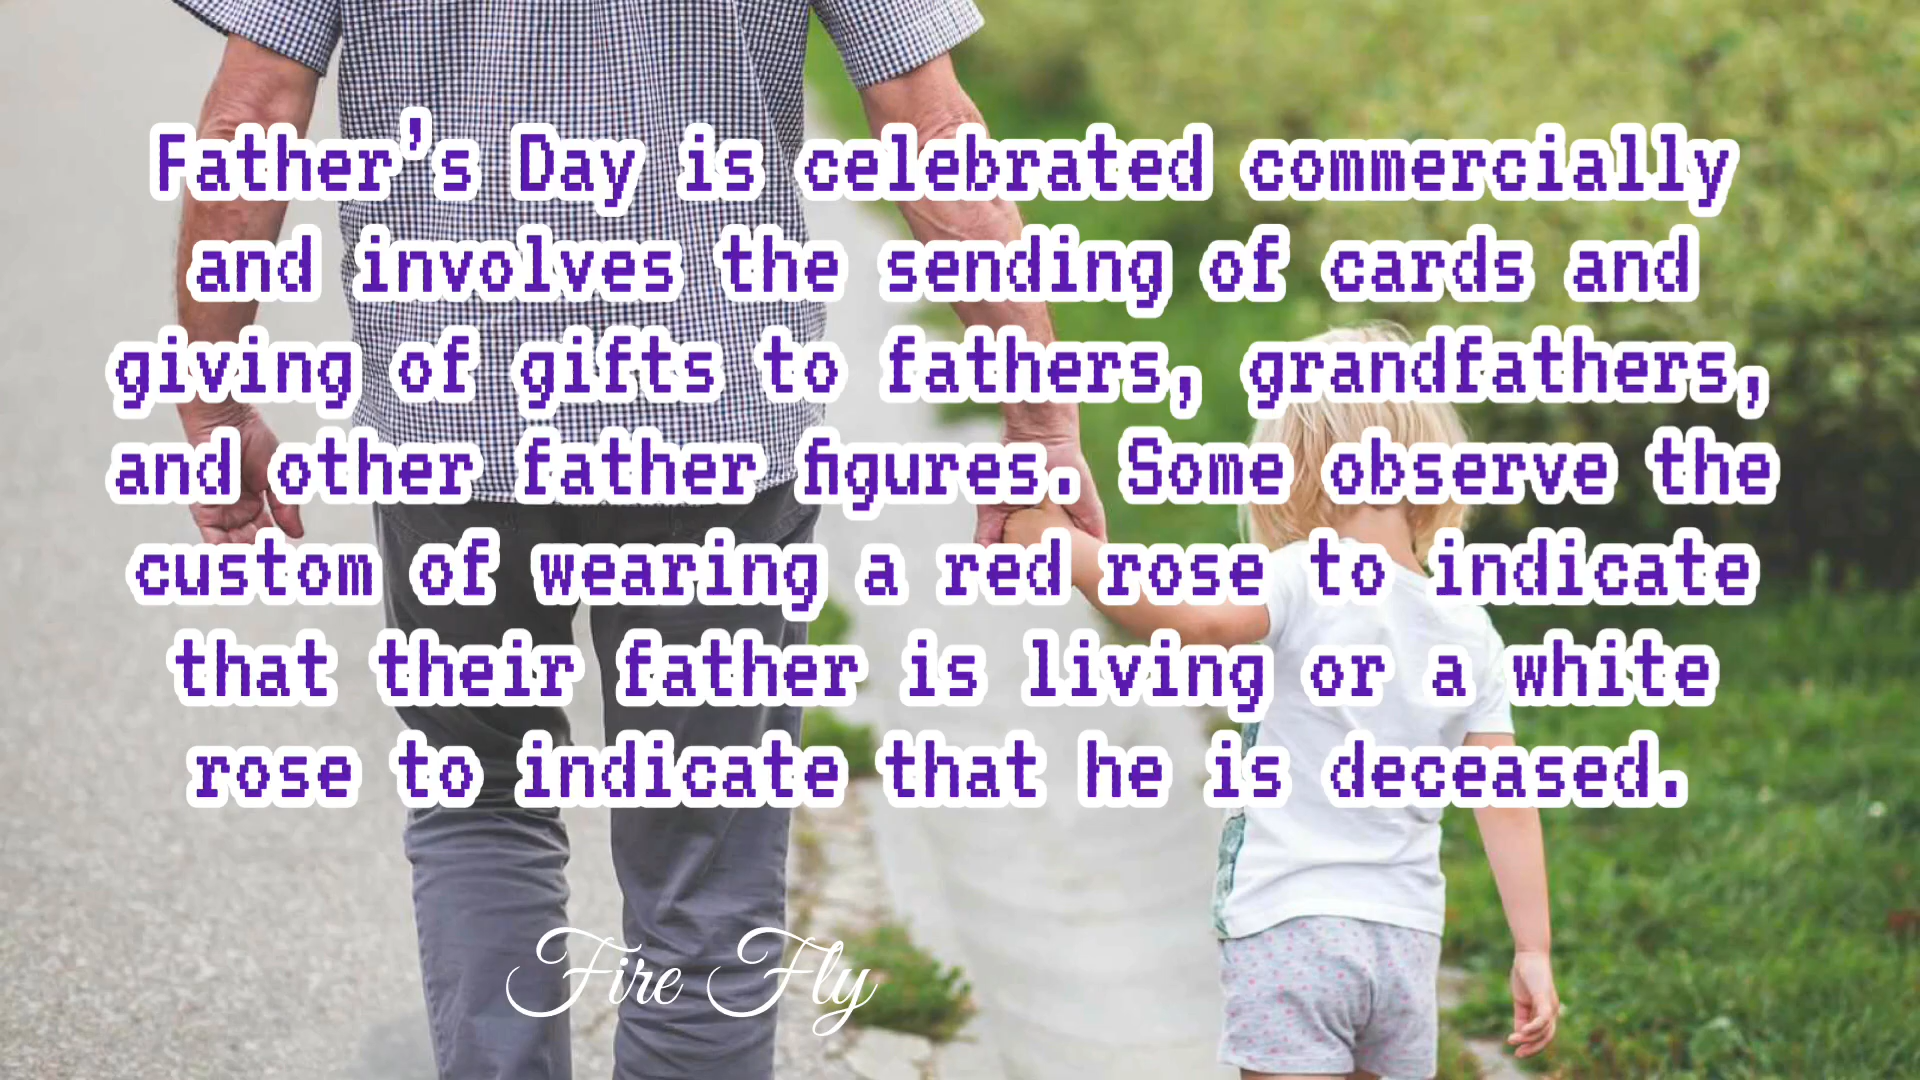 Father's Day is celebrated commercially
and involves the sending of cards and
giving of gifts to fathers, grandfathers,
and other father figures. Some observe the
custom of wearing a red rose to indicate
that their father is living or a white
rose to indicate that he is deceased.
Fire Fly